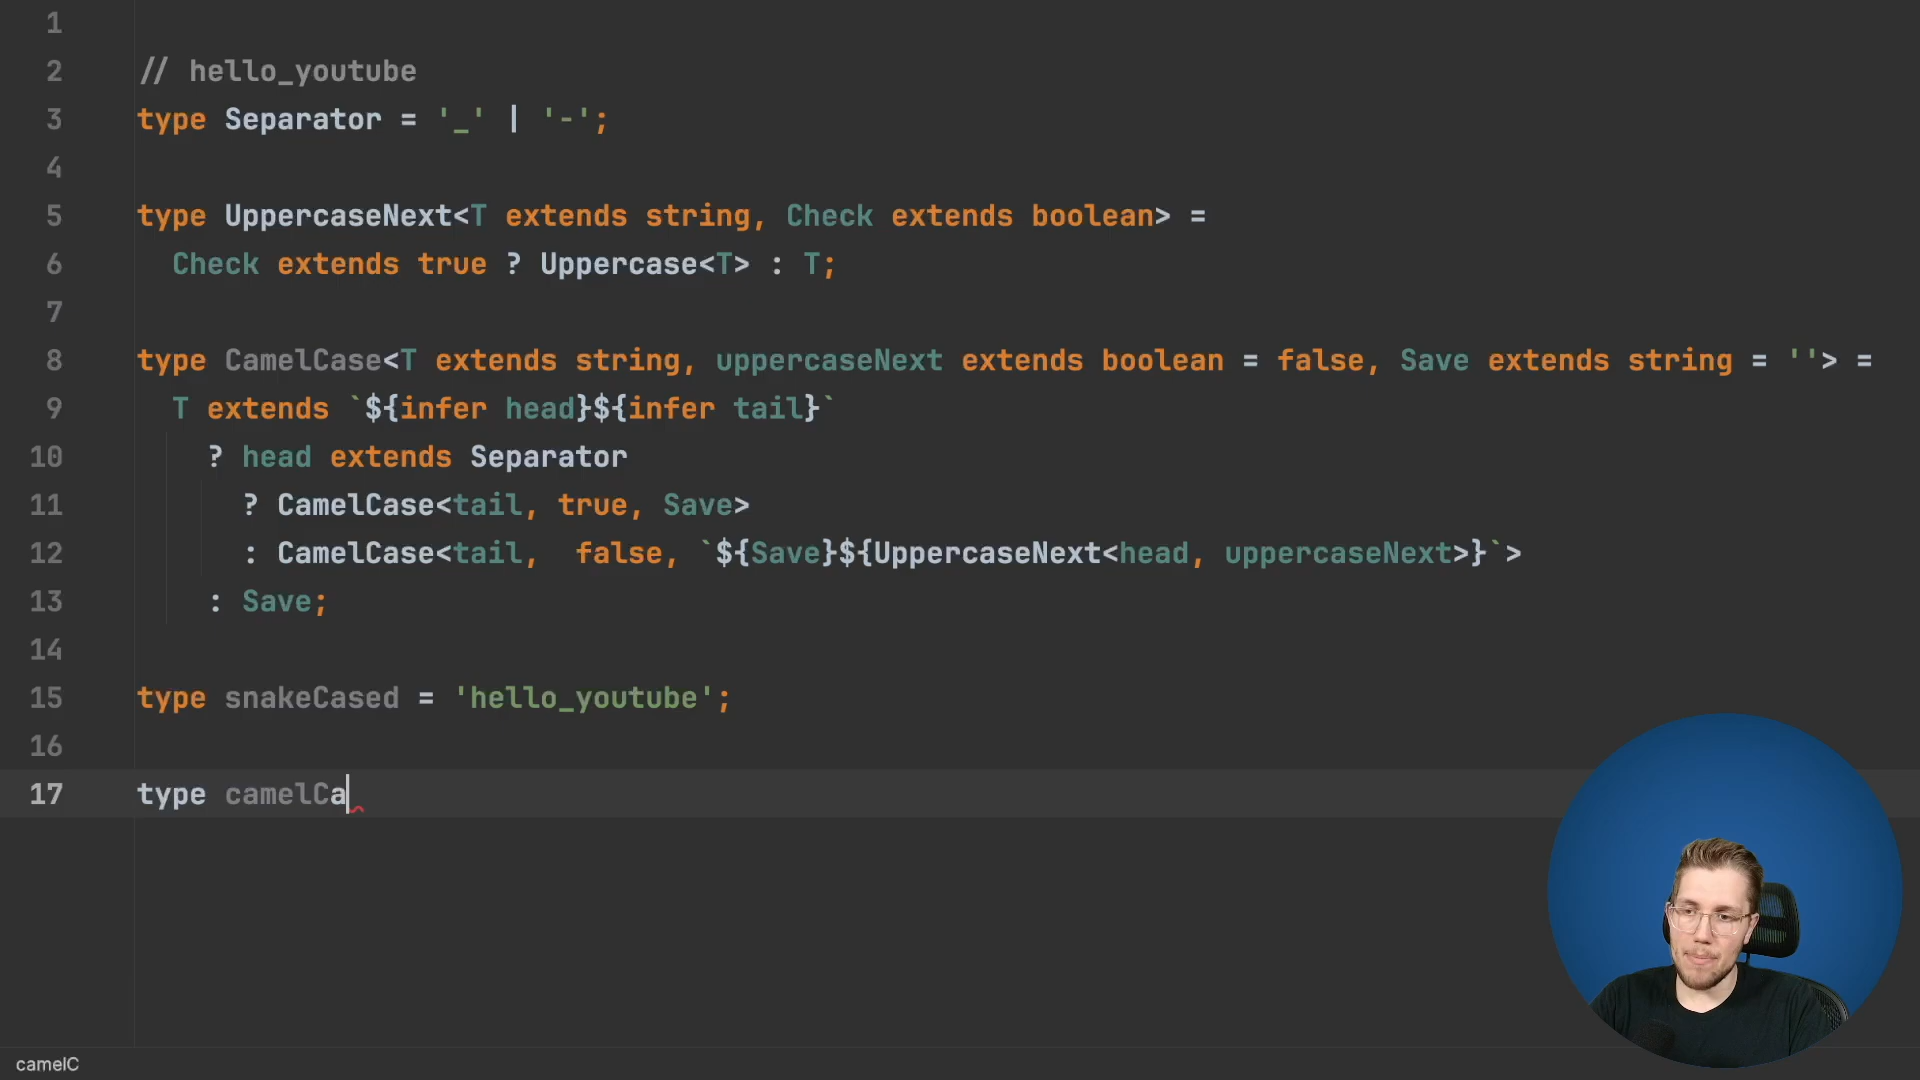 1
2 // hello_youtube
3 type Separator = '_' | '-';
4
5 type UppercaseNext<T extends string, Check extends boolean> =
6 Check extends true ? Uppercase<T> : T;
7
8 type CamelCase<T extends string, uppercaseNext extends boolean = false, Save extends string = ''> =
9 T extends `${infer head}${infer tail}`
10 ? head extends Separator
11 ? CamelCase<tail, true, Save>
12 : CamelCase<tail,  false, `${Save}${UppercaseNext<head, uppercaseNext>}`>
13 : Save;
14
15 type snakeCased = 'hello_youtube';
16
17 type camelCa
camelC